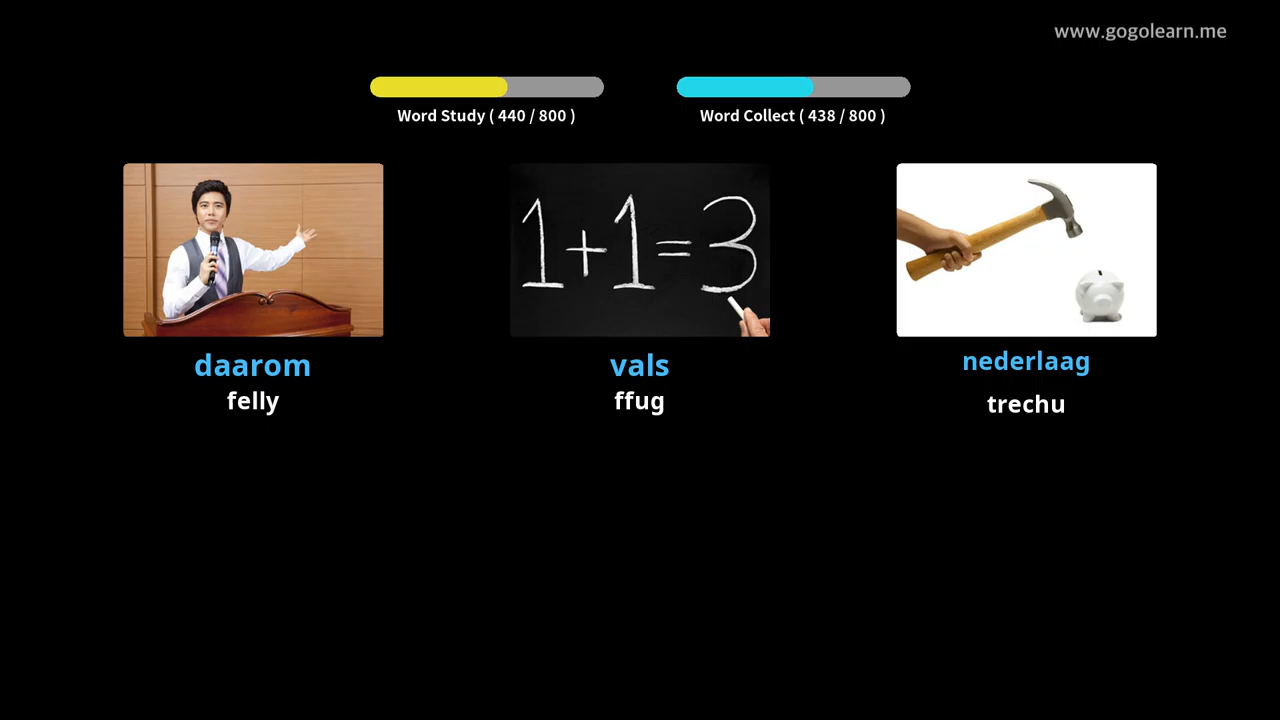 www.gogolearn.me
Word Study ( 440 / 800 )
Word Collect ( 438 / 800 )
1+1=3
daarom
felly
vals
ffug
nederlaag
trechu